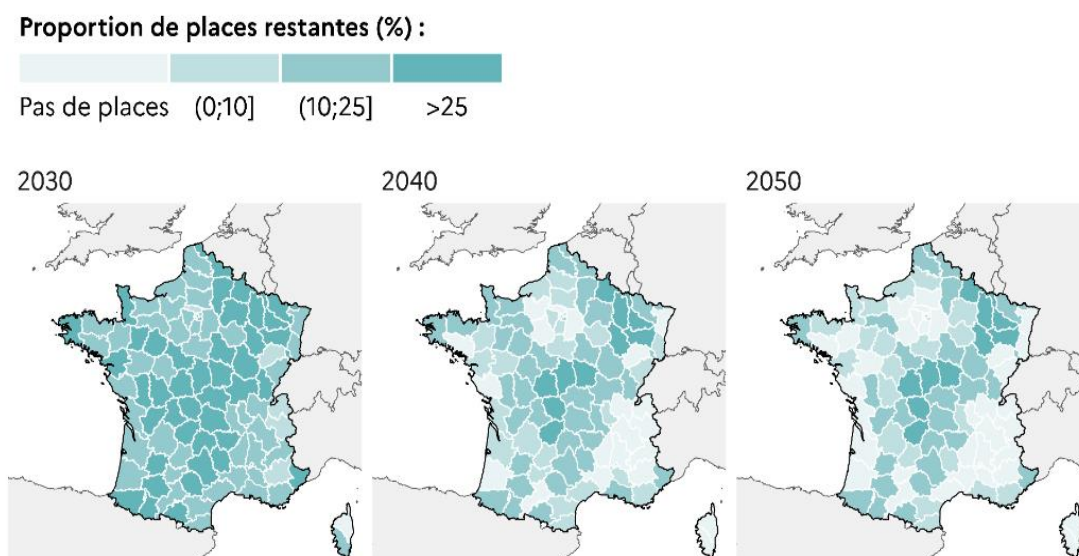 Proportion de places restantes (%) :
Pas de places (0;10] (10;25] >25
2030 2040 2050